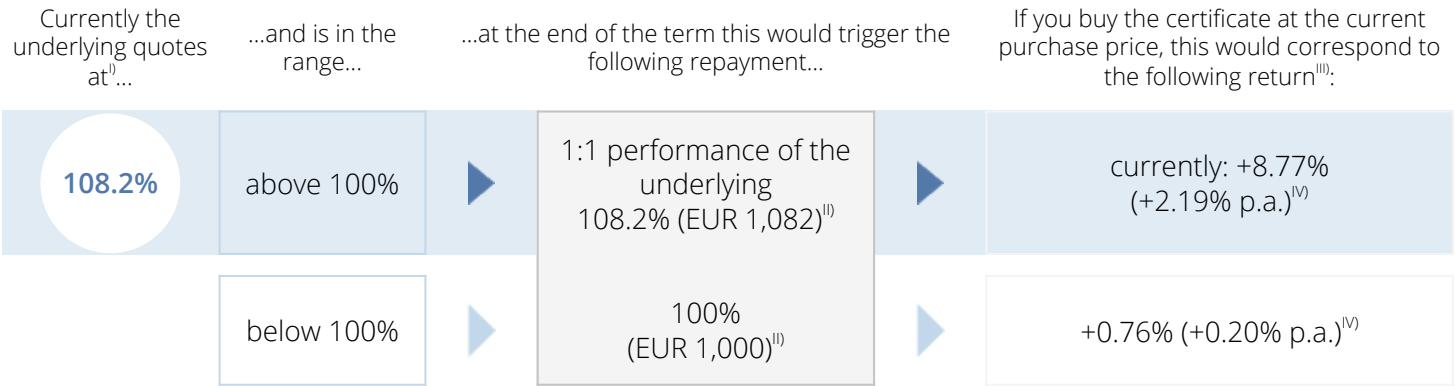 Currently the
underlying quotes
at^I)...
...and is in the
range...
...at the end of the term this would trigger the
following repayment...
If you buy the certificate at the current
purchase price, this would correspond to
the following return^III):
108.2%
above 100%
1:1 performance of the
underlying
108.2% (EUR 1,082)^II)
currently: +8.77%
(+2.19% p.a.)^IV)
below 100%
100%
(EUR 1,000)^II)
+0.76% (+0.20% p.a.)^IV)